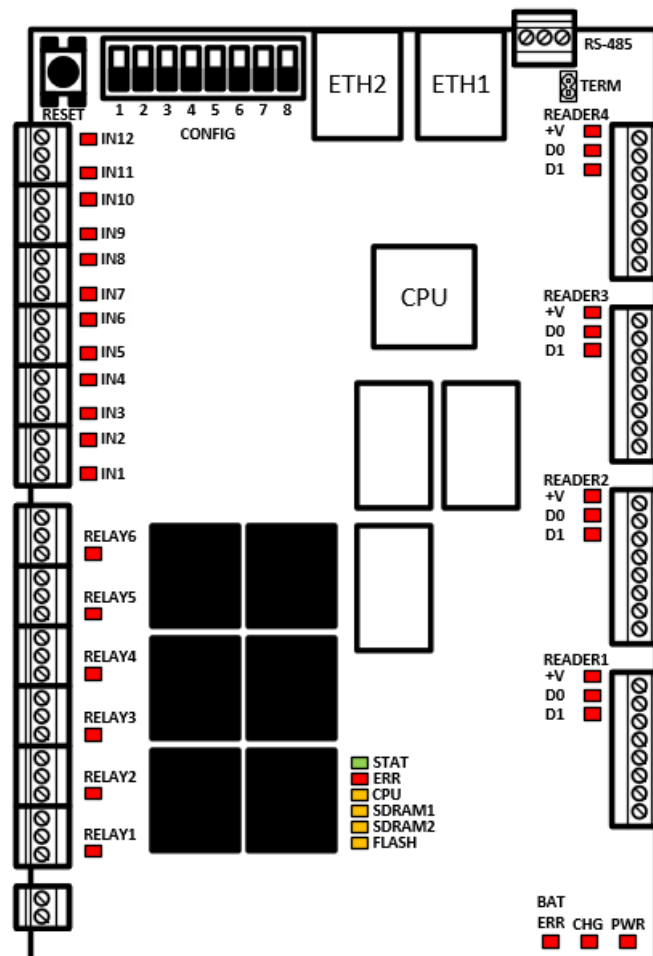 RS-485
ETH2
ETH1
TERM
RESET
1 2 3 4 5 6 7 8
CONFIG
IN12
IN11
IN10
IN9
IN8
IN7
IN6
IN5
IN4
IN3
IN2
IN1
RELAY6
RELAY5
RELAY4
RELAY3
RELAY2
RELAY1
CPU
READER4
+V
D0
D1
READER3
+V
D0
D1
READER2
+V
D0
D1
READER1
+V
D0
D1
STAT
ERR
CPU
SDRAM1
SDRAM2
FLASH
BAT
ERR CHG PWR